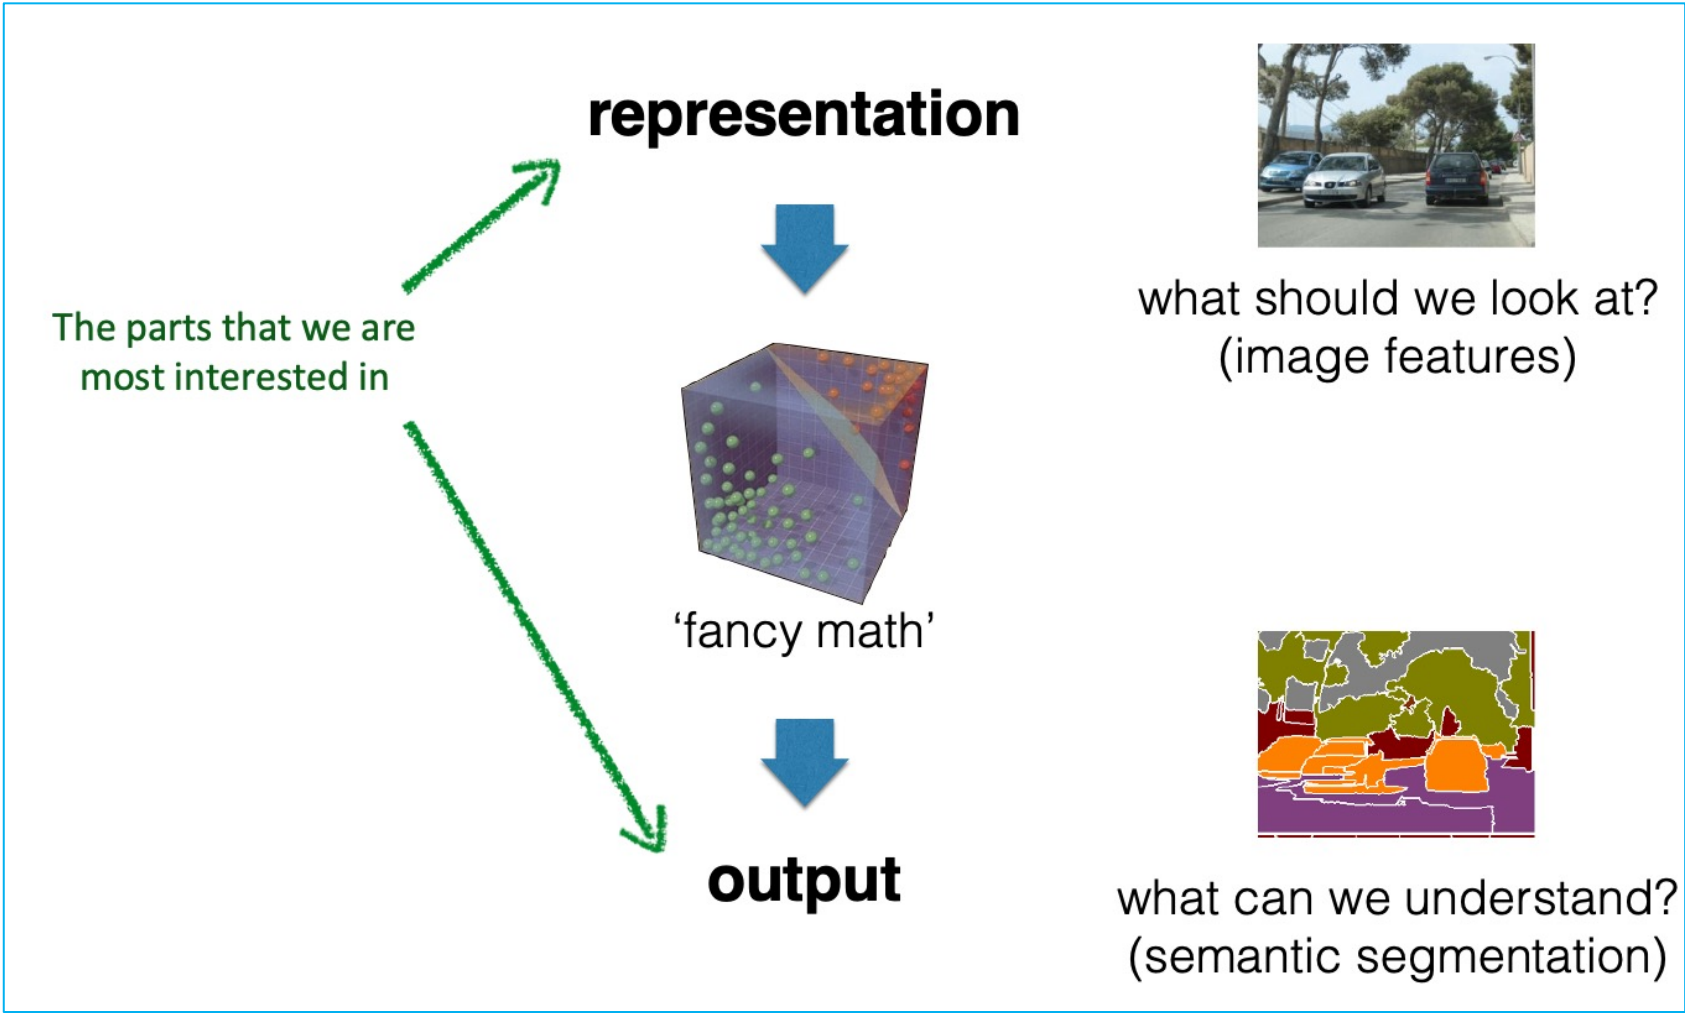 representation
what should we look at?
(image features)
The parts that we are
most interested in
‘fancy math’
output
what can we understand?
(semantic segmentation)